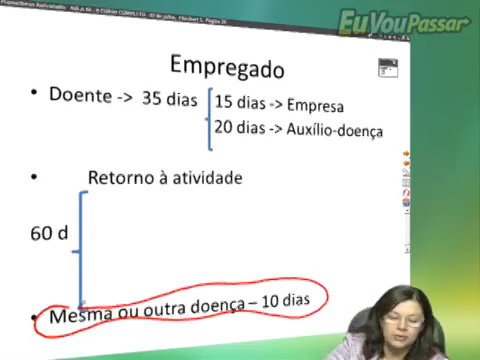 EuVouPassar
Empregado
• Doente -> 35 dias
15 dias -> Empresa
20 dias -> Auxílio-doença
• Retorno à atividade
60 d
• Mesma ou outra doença – 10 dias